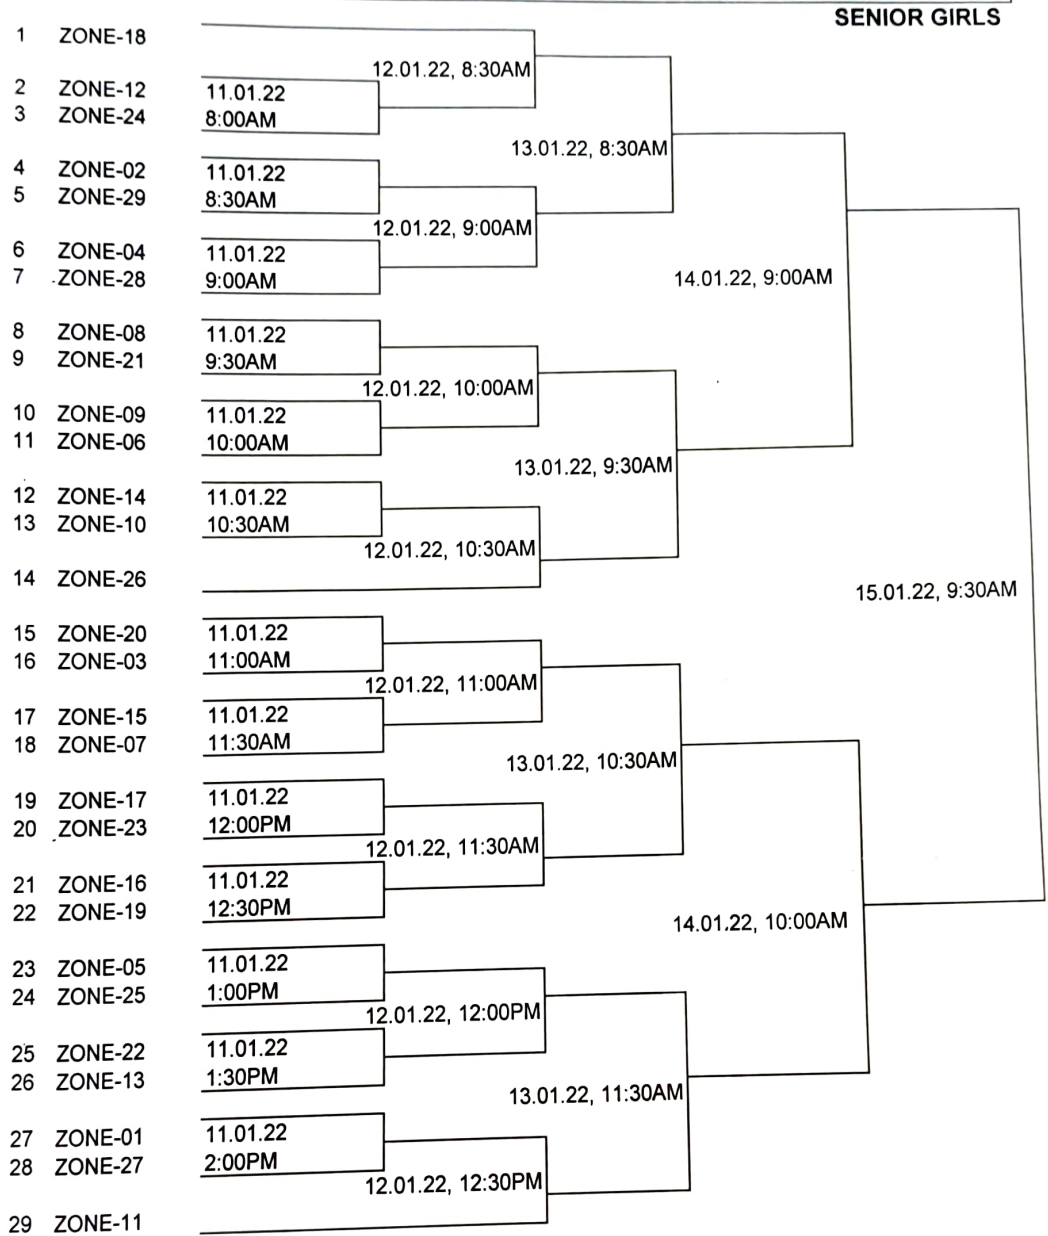 SENIOR GIRLS
1 ZONE-18
12.01.22, 8:30AM
2 ZONE-12 11.01.22
3 ZONE-24 8:00AM
13.01.22, 8:30AM
4 ZONE-02 11.01.22
5 ZONE-29 8:30AM
12.01.22, 9:00AM
6 ZONE-04 11.01.22
7 ZONE-28 9:00AM
14.01.22, 9:00AM
8 ZONE-08 11.01.22
9 ZONE-21 9:30AM
12.01.22, 10:00AM
10 ZONE-09 11.01.22
11 ZONE-06 10:00AM
13.01.22, 9:30AM
12 ZONE-14 11.01.22
13 ZONE-10 10:30AM
12.01.22, 10:30AM
14 ZONE-26
15.01.22, 9:30AM
15 ZONE-20 11.01.22
16 ZONE-03 11:00AM
12.01.22, 11:00AM
17 ZONE-15 11.01.22
18 ZONE-07 11:30AM
13.01.22, 10:30AM
19 ZONE-17 11.01.22
20 ZONE-23 12:00PM
12.01.22, 11:30AM
21 ZONE-16 11.01.22
22 ZONE-19 12:30PM
14.01.22, 10:00AM
23 ZONE-05 11.01.22
24 ZONE-25 1:00PM
12.01.22, 12:00PM
25 ZONE-22 11.01.22
26 ZONE-13 1:30PM
13.01.22, 11:30AM
27 ZONE-01 11.01.22
28 ZONE-27 2:00PM
12.01.22, 12:30PM
29 ZONE-11